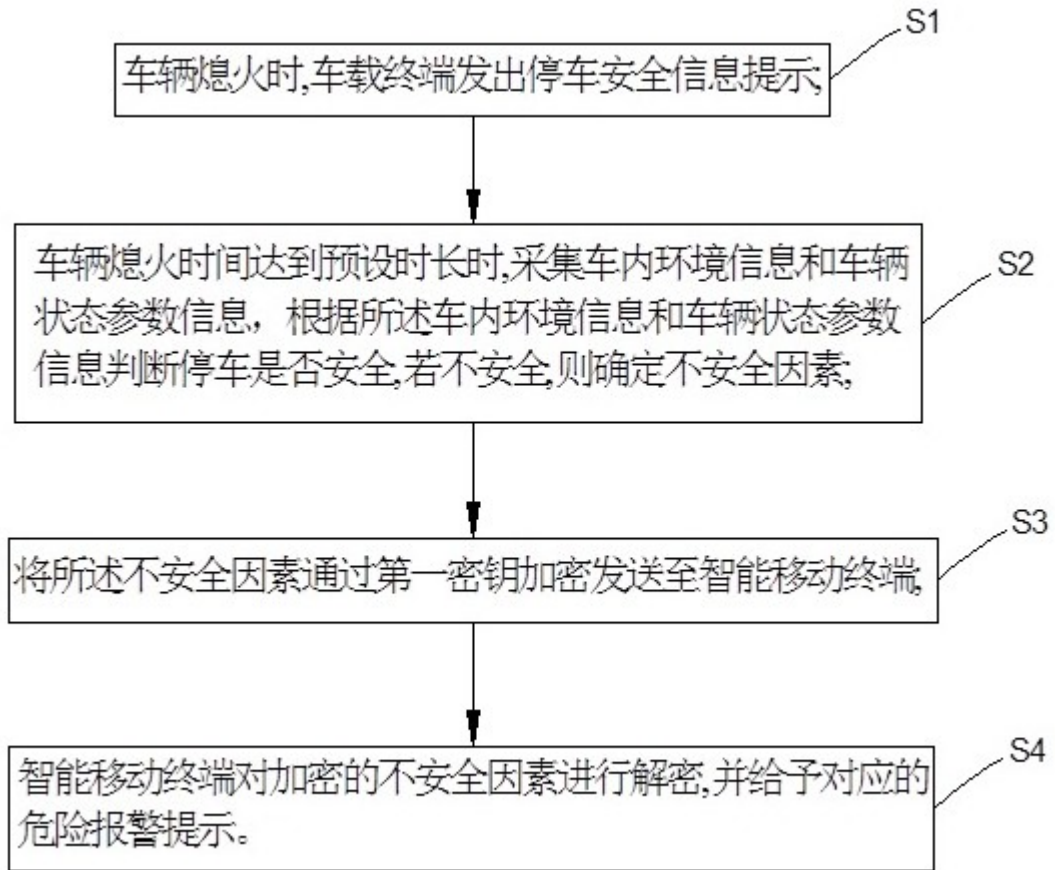 S1
车辆熄火时,车载终端发出停车安全信息提示;
S2
车辆熄火时间达到预设时长时,采集车内环境信息和车辆
状态参数信息，根据所述车内环境信息和车辆状态参数
信息判断停车是否安全,若不安全,则确定不安全因素;
S3
将所述不安全因素通过第一密钥加密发送至智能移动终端;
S4
智能移动终端对加密的不安全因素进行解密,并给予对应的
危险报警提示。